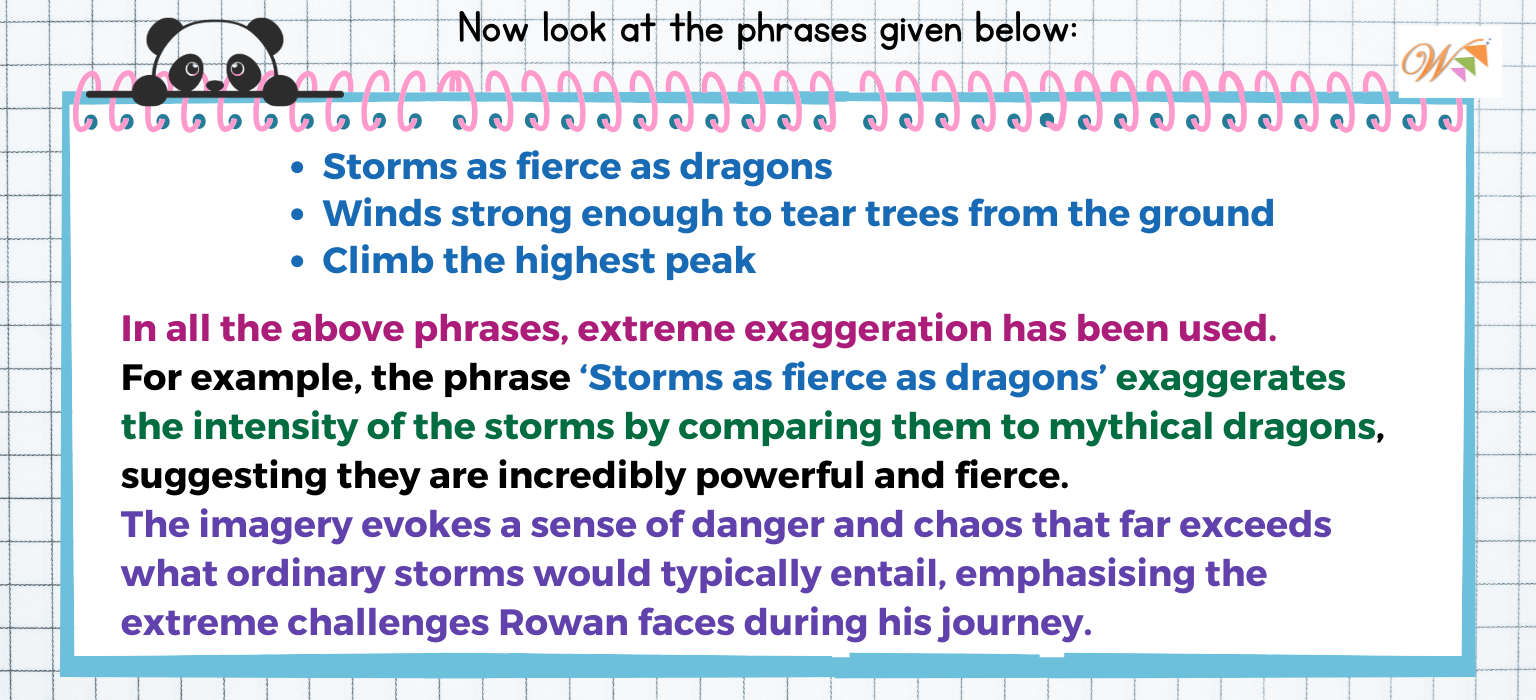 Now look at the phrases given below:
W
• Storms as fierce as dragons
• Winds strong enough to tear trees from the ground
• Climb the highest peak
In all the above phrases, extreme exaggeration has been used.
For example, the phrase ‘Storms as fierce as dragons’ exaggerates
the intensity of the storms by comparing them to mythical dragons,
suggesting they are incredibly powerful and fierce.
The imagery evokes a sense of danger and chaos that far exceeds
what ordinary storms would typically entail, emphasising the
extreme challenges Rowan faces during his journey.